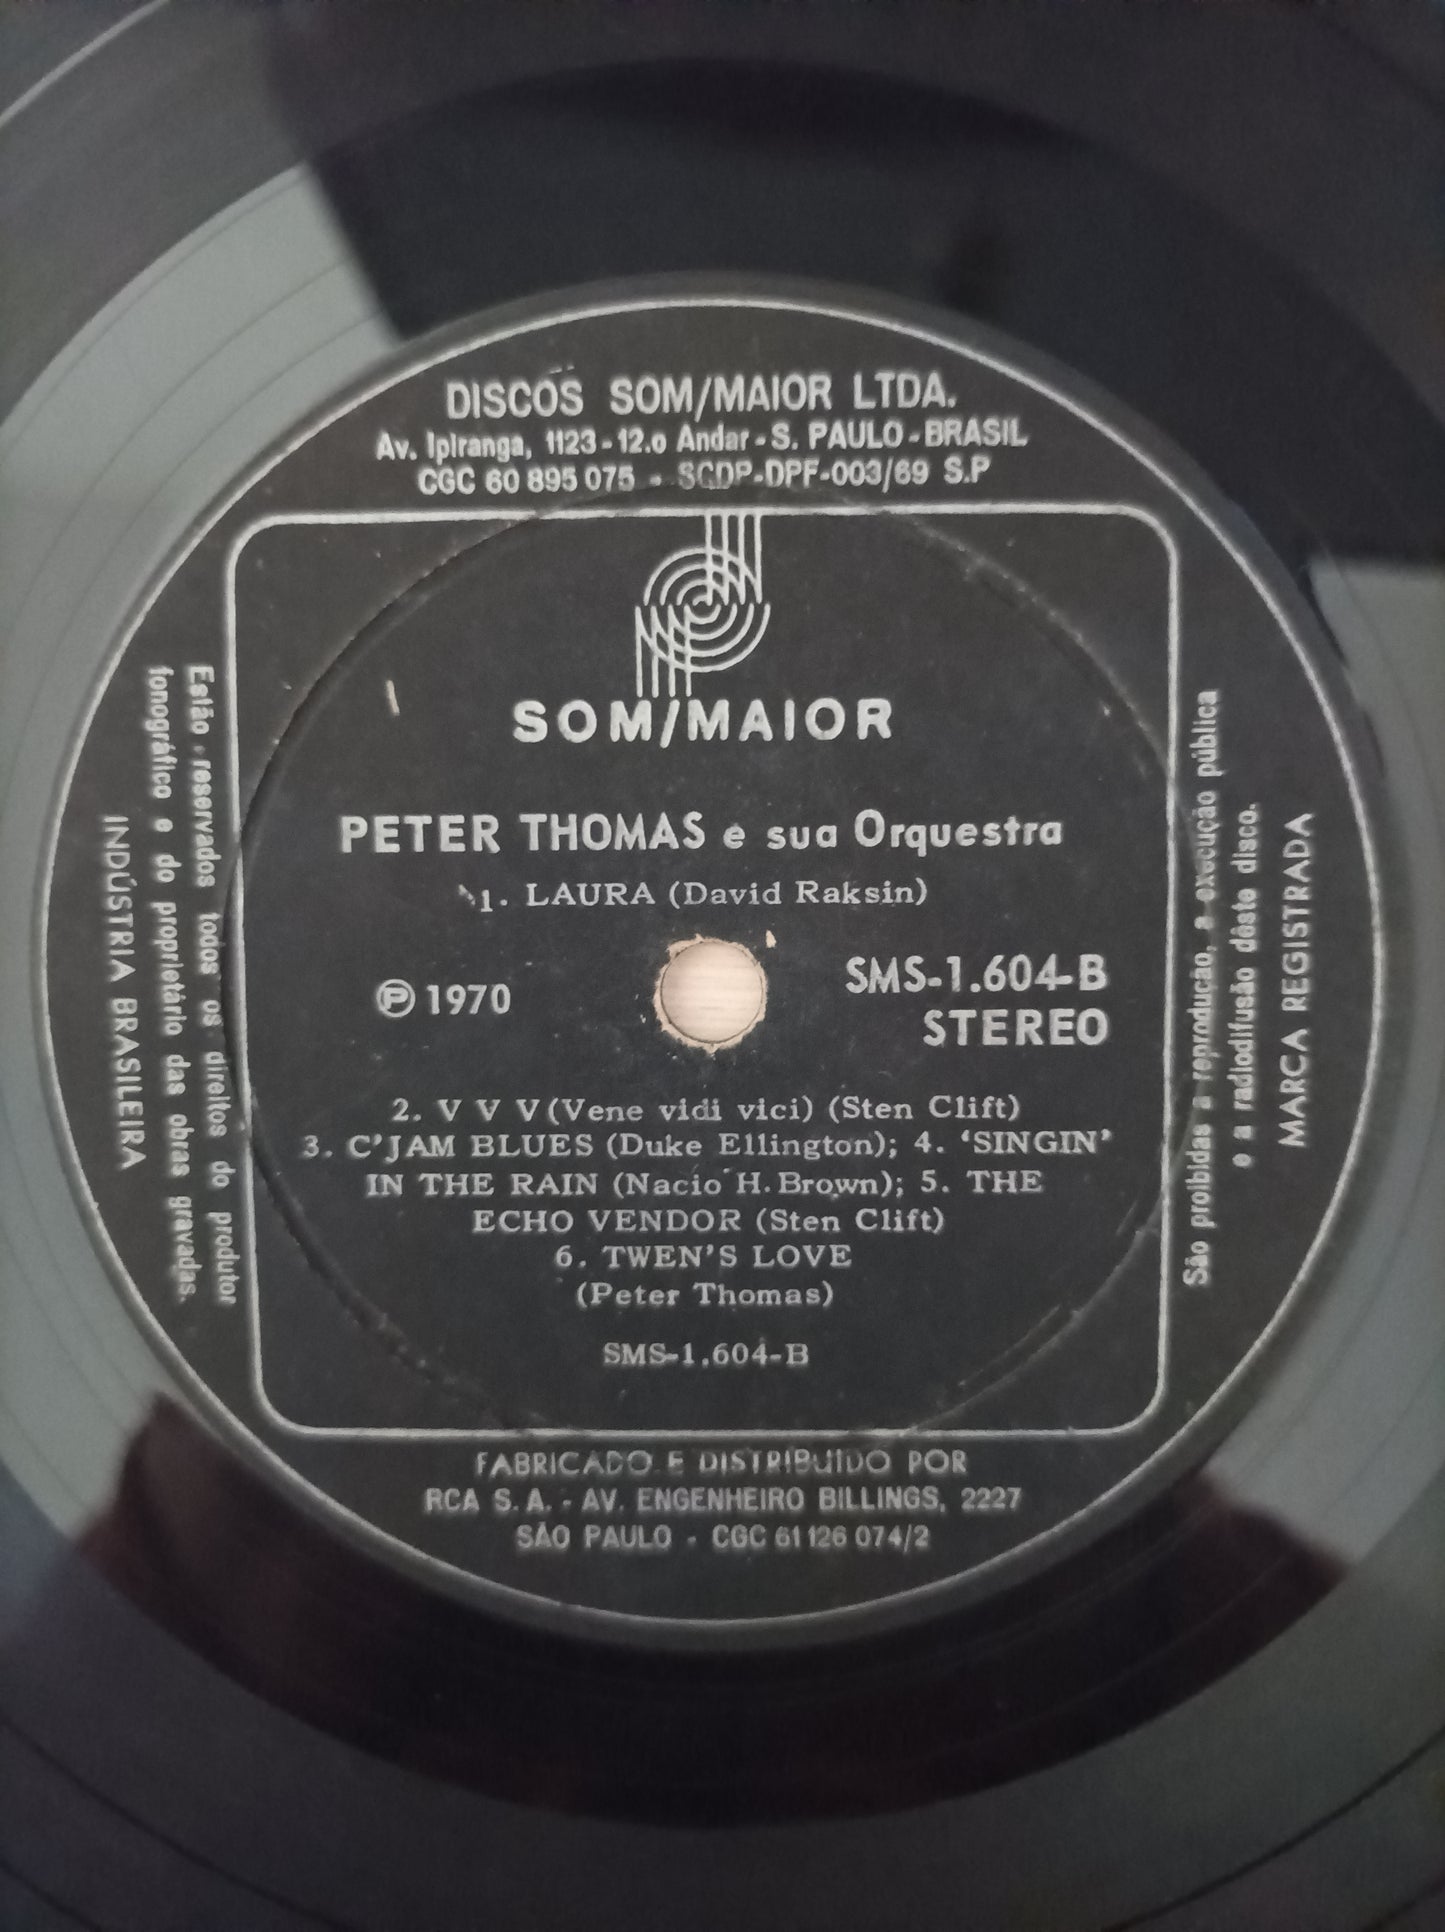 DISCOS SOM/MAIOR LTDA.
Av. Ipiranga, 1123-12.o Andar - S. PAULO - BRASIL
CGC 60 895 075 - SCDP-DPF-003/69 S.P
SOM/MAIOR
PETER THOMAS e sua Orquestra
1. LAURA (David Raksin)
℗ 1970
SMS-1.604-B
STEREO
2. V V V (Vene vidi vici) (Sten Clift)
3. C'JAM BLUES (Duke Ellington); 4. 'SINGIN'
IN THE RAIN (Nacio H. Brown); 5. THE
ECHO VENDOR (Sten Clift)
6. TWEN'S LOVE
(Peter Thomas)
SMS-1.604-B
FABRICADO E DISTRIBUIDO POR
RCA S.A. - AV. ENGENHEIRO BILLINGS, 2227
SÃO PAULO - CGC 61 126 074/2
Estão reservados todos os direitos do produtor
fonográfico e do proprietário das obras gravadas.
INDÚSTRIA BRASILEIRA
São proibidas a reprodução, a execução pública
e a radiodifusão dêste disco.
MARCA REGISTRADA